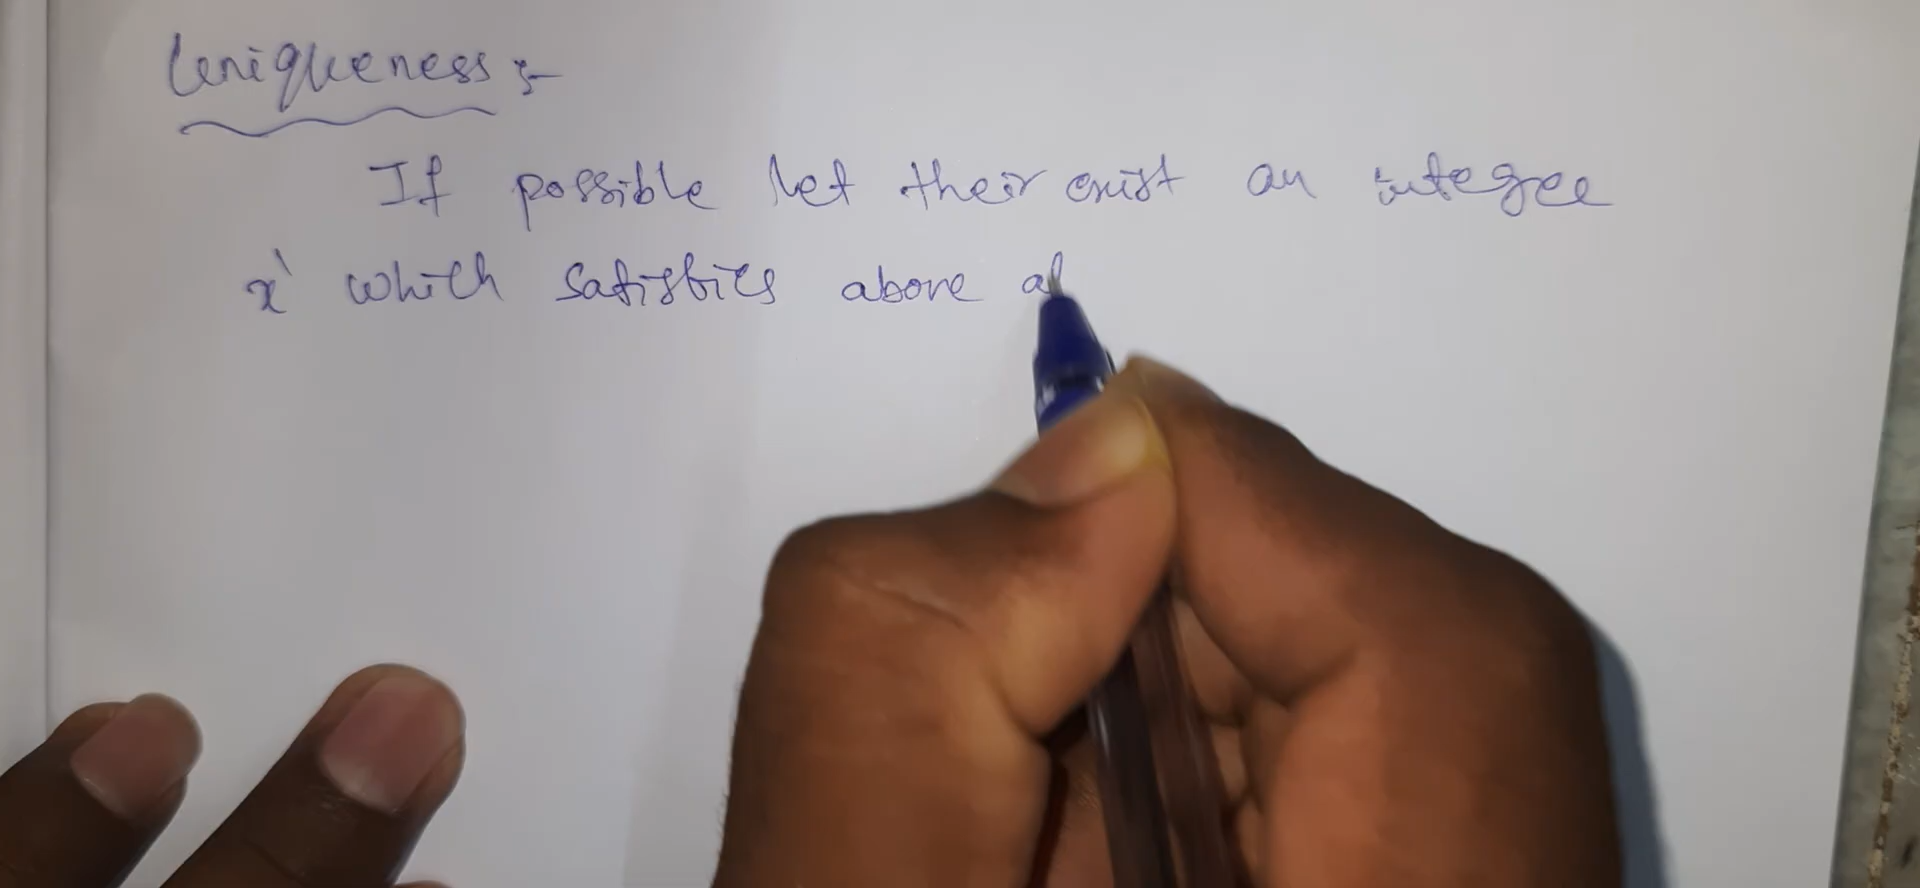 Uniqueness :-
If possible let their exist an integer
x' which satisfies above